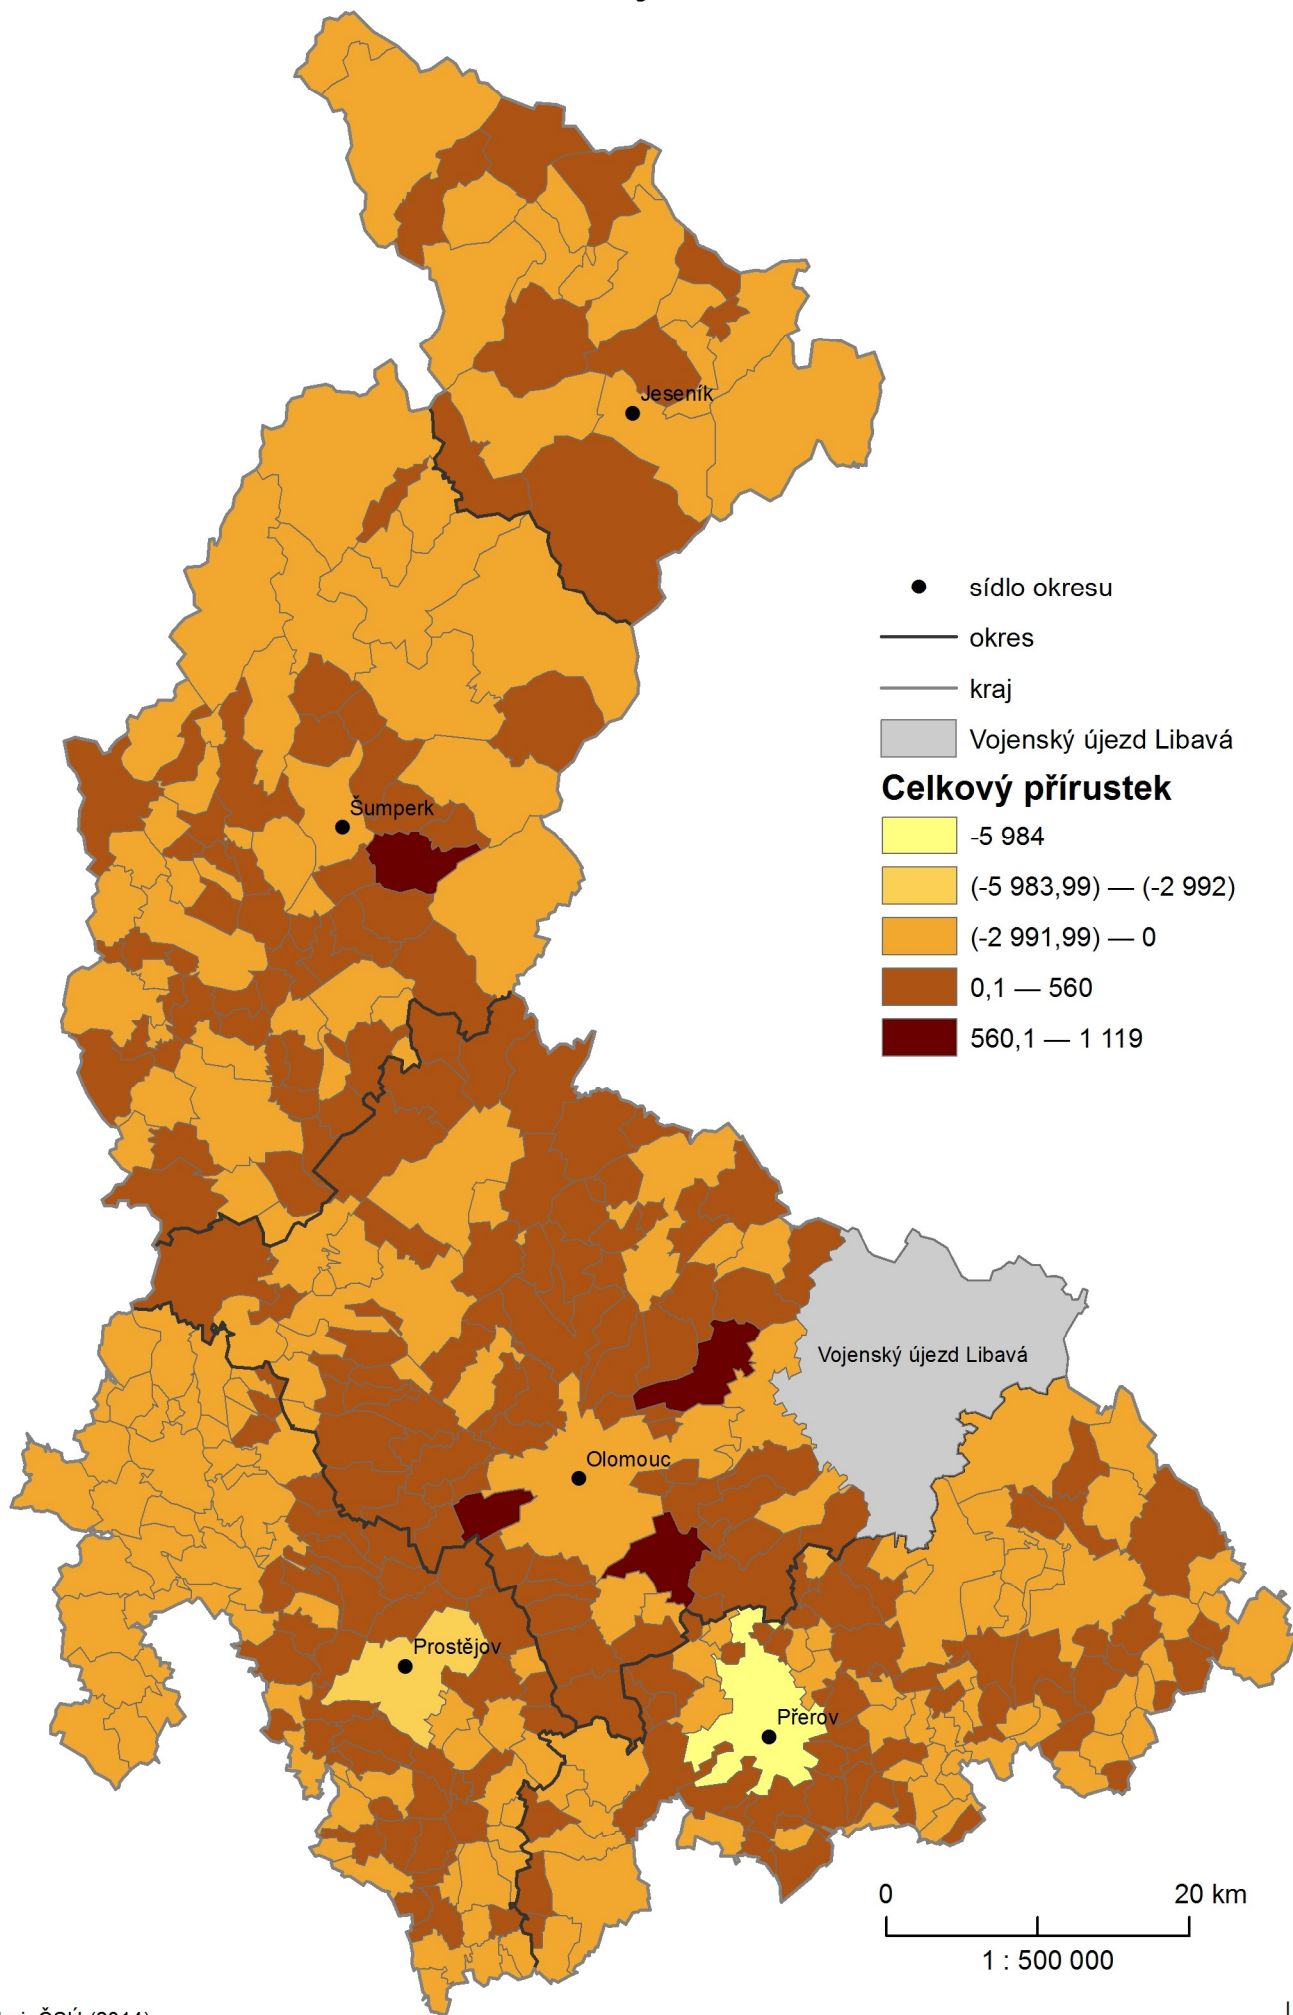 Jeseník
sídlo okresu
okres
kraj
Vojenský újezd Libavá
Celkový přírustek
-5 984
(-5 983,99) — (-2 992)
(-2 991,99) — 0
0,1 — 560
560,1 — 1 119
Šumperk
Vojenský újezd Libavá
Olomouc
Prostějov
Přerov
0 20 km
1 : 500 000